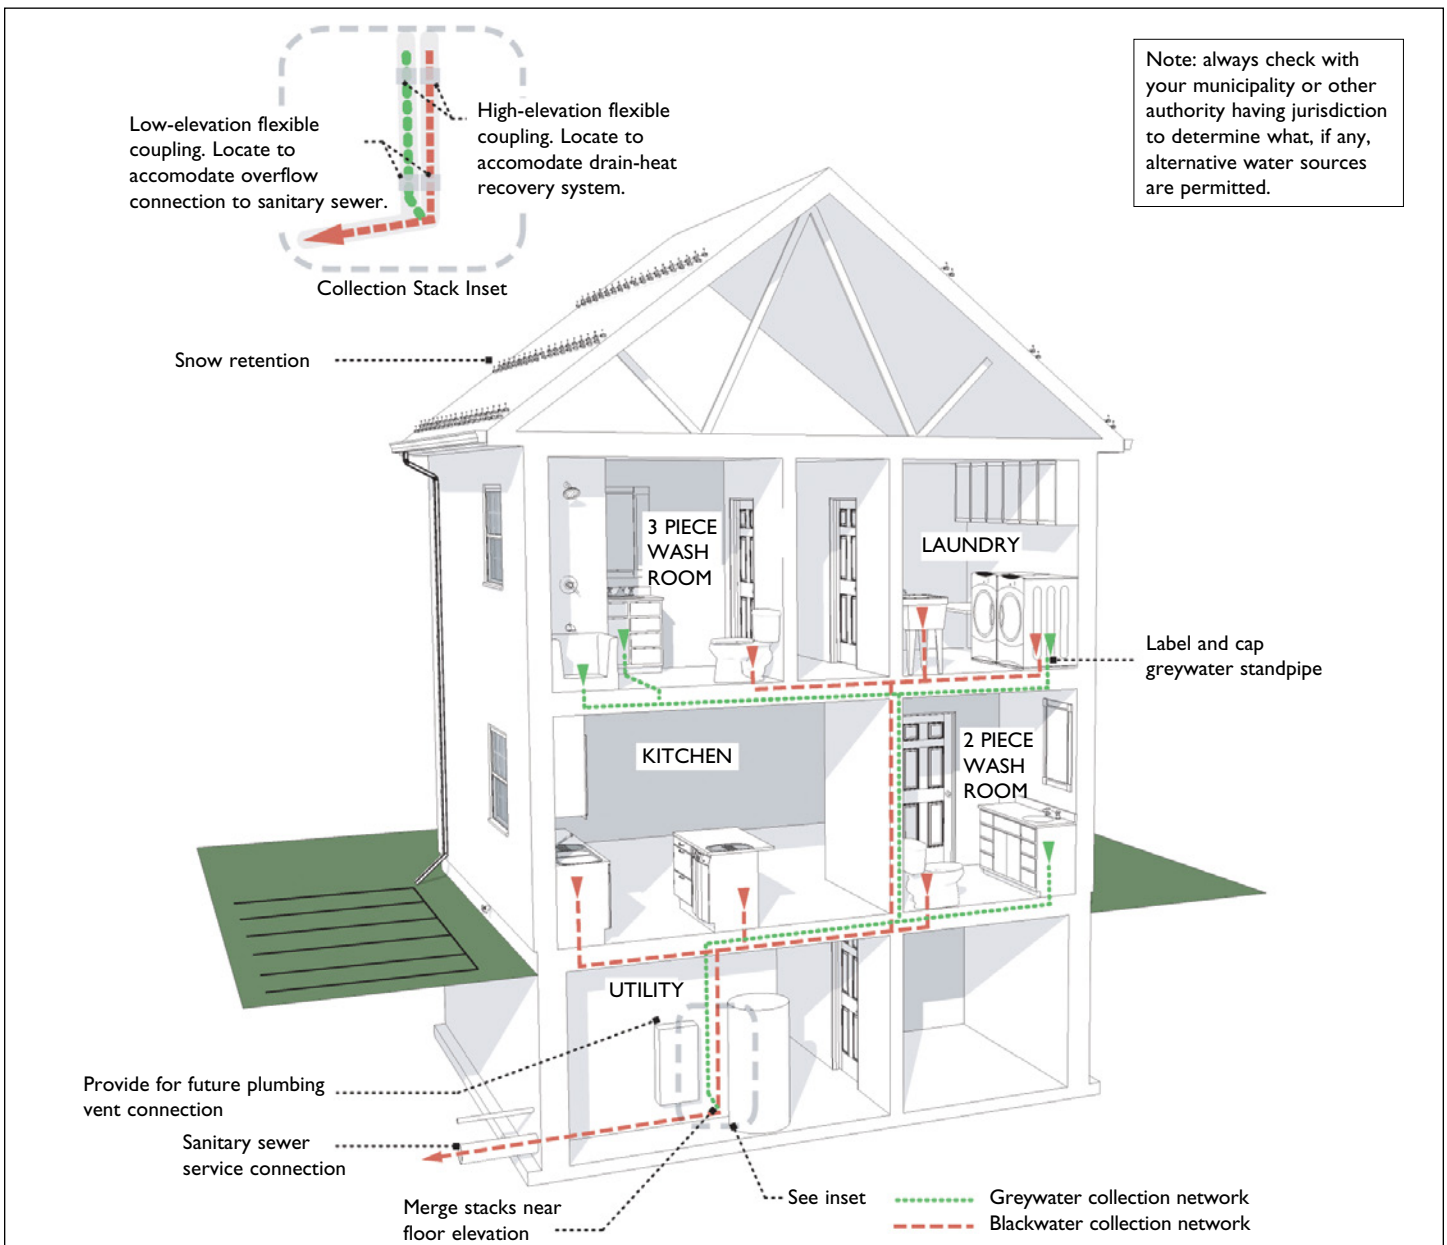 Low-elevation flexible
coupling. Locate to
accomodate overflow
connection to sanitary sewer.
High-elevation flexible
coupling. Locate to
accomodate drain-heat
recovery system.
Collection Stack Inset
Note: always check with
your municipality or other
authority having jurisdiction
to determine what, if any,
alternative water sources
are permitted.
Snow retention
3 PIECE
WASH
ROOM
LAUNDRY
Label and cap
greywater standpipe
KITCHEN
2 PIECE
WASH
ROOM
UTILITY
Provide for future plumbing
vent connection
Sanitary sewer
service connection
Merge stacks near
floor elevation
See inset
Greywater collection network
Blackwater collection network